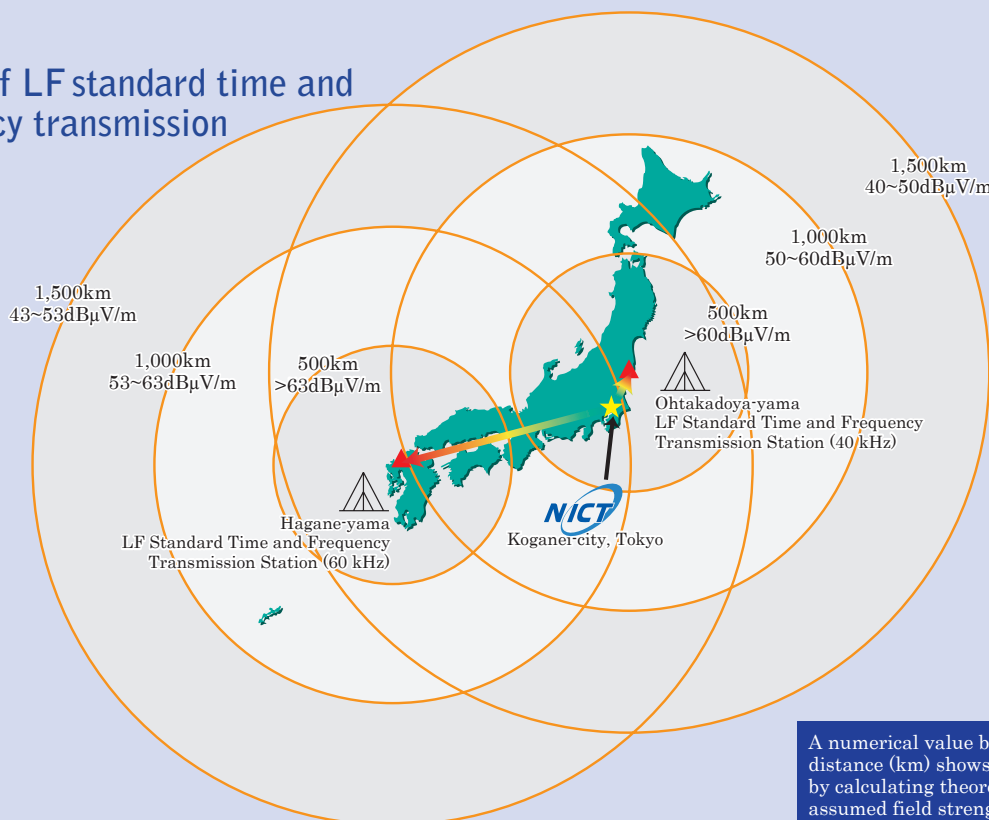 f LF standard time and
cy transmission
1,500km
40~50dBµV/m
1,000km
50~60dBµV/m
500km
>60dBµV/m
1,500km
43~53dBµV/m
1,000km
53~63dBµV/m
500km
>63dBµV/m
Ohtakadoya-yama
LF Standard Time and Frequency
Transmission Station (40 kHz)
Hagane-yama
LF Standard Time and Frequency
Transmission Station (60 kHz)
NICT
Koganei-city, Tokyo
A numerical value b
distance (km) shows
by calculating theore
assumed field streng